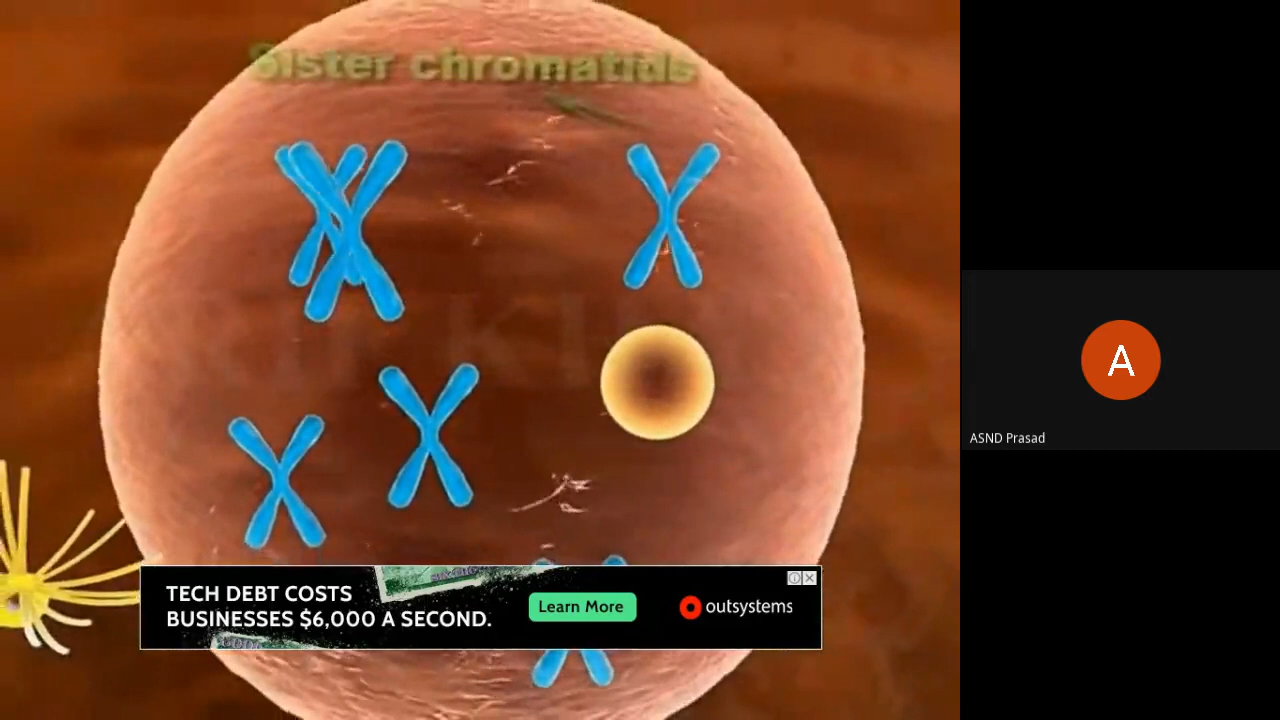 Sister chromatids
TECH DEBT COSTS
BUSINESSES $6,000 A SECOND.
Learn More
outsystems
A
ASND Prasad